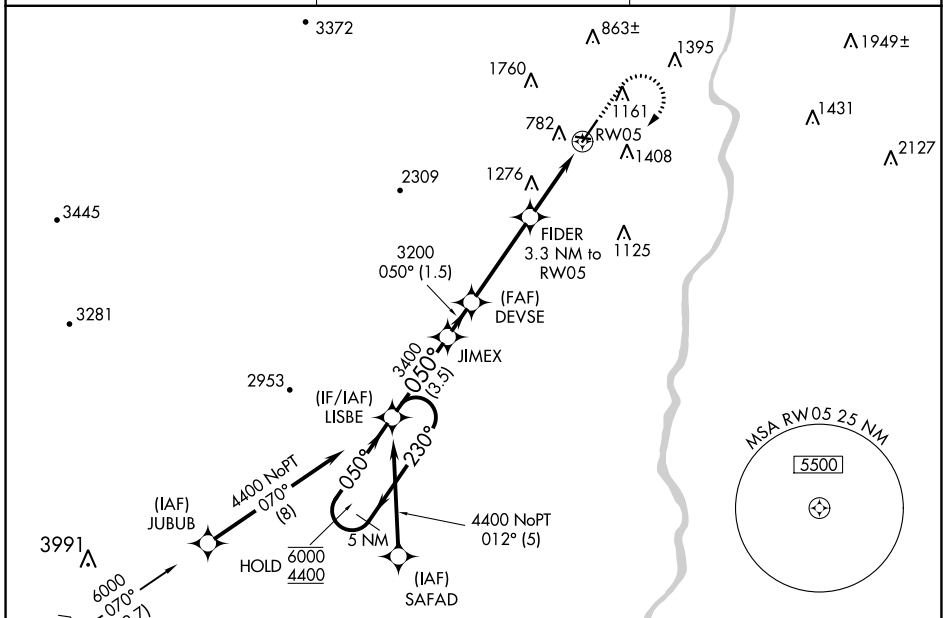 3372
863±
1395
1949±
1760
1161
1431
782
RW05
1408
2127
1276
2309
3445
FIDER
3.3 NM to
RW05
1125
3200
050° (1.5)
(FAF)
DEVSE
3281
JIMEX
3400
050°
(3.5)
2953
(IF/IAF)
LISBE
MSA RW05 25 NM
5500
050°
230°
4400 NoPT
070°
(8)
(IAF)
JUBUB
4400 NoPT
012° (5)
5 NM
HOLD
6000
4400
3991
(IAF)
SAFAD
6000
070°